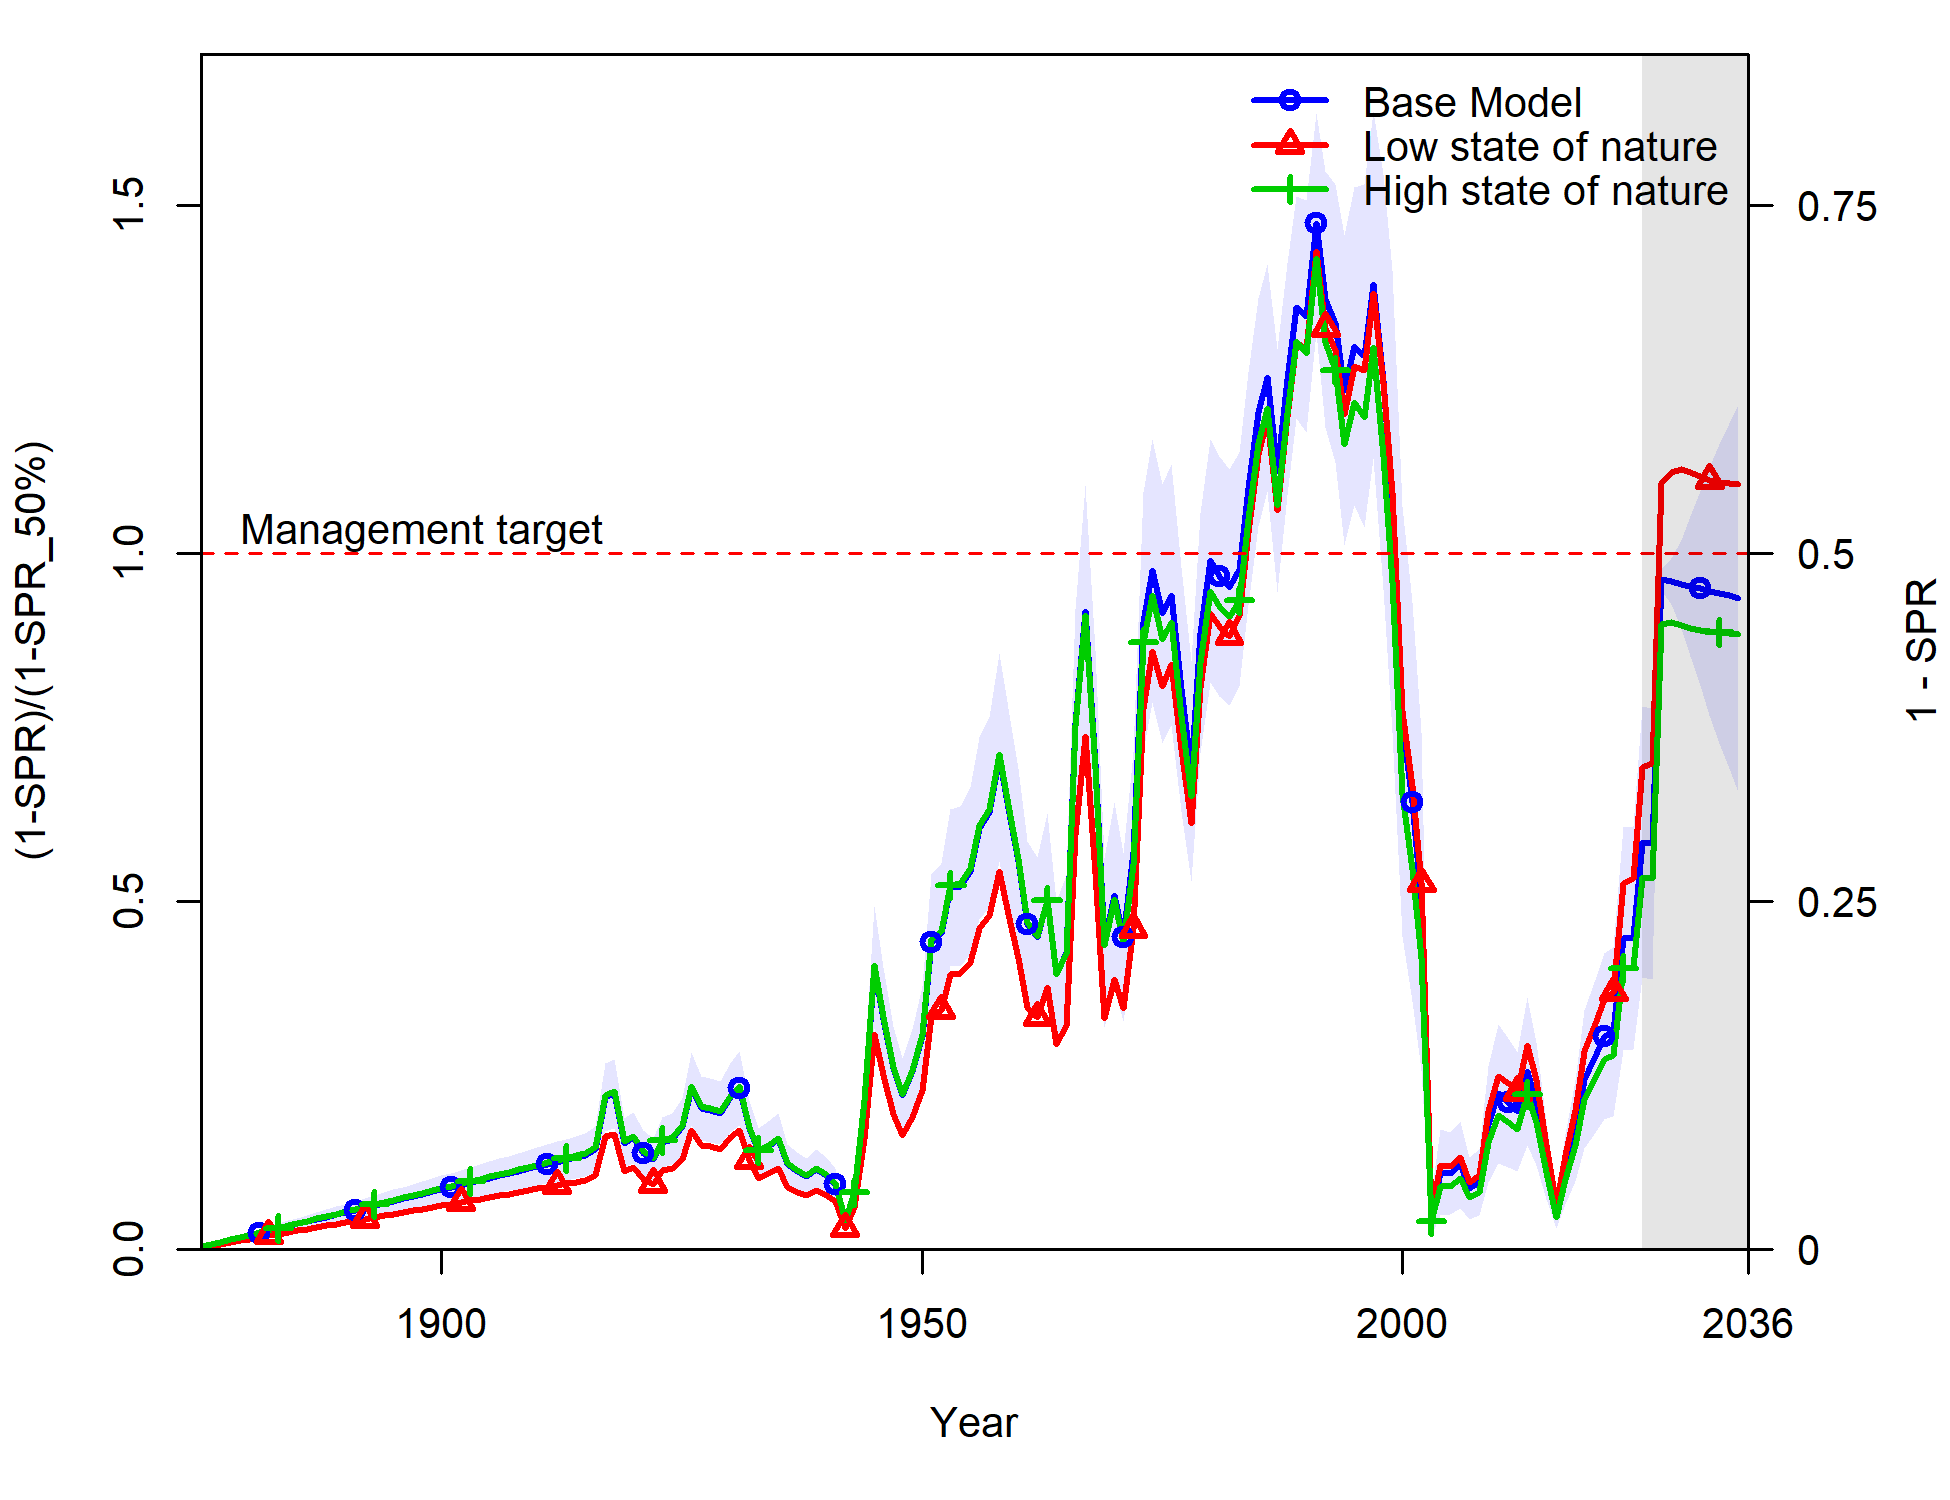 Base Model
Low state of nature
High state of nature
Management target
(1-SPR)/(1-SPR_50%)
0.0
0.5
1.0
1.5
1 - SPR
0
0.25
0.5
0.75
1900
1950
2000
2036
Year